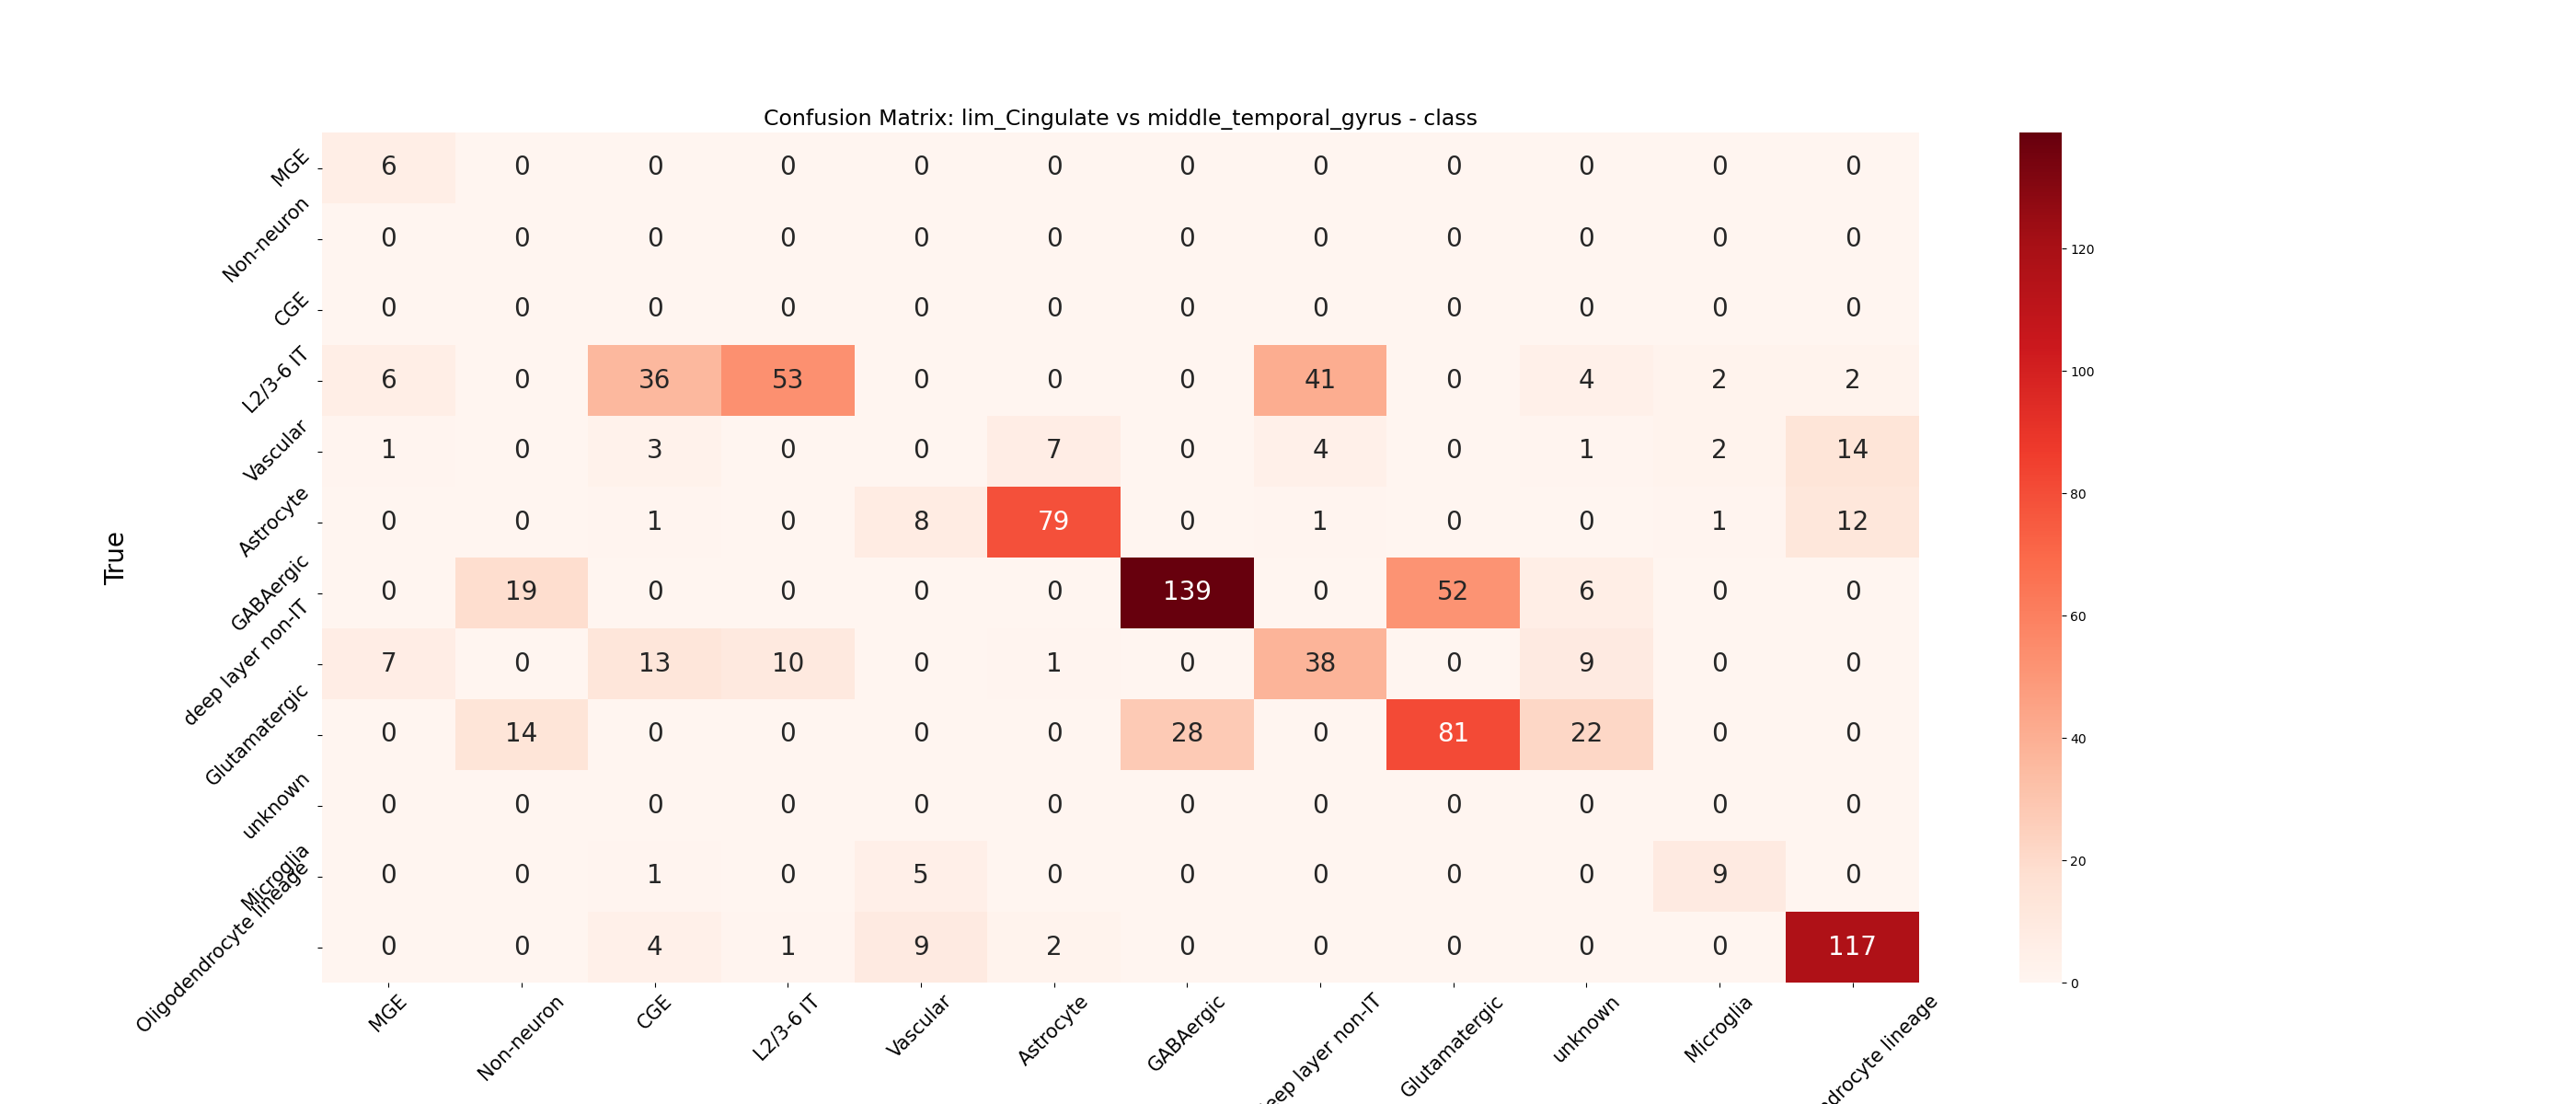 Confusion Matrix: lim_Cingulate vs middle_temporal_gyrus - class
True
MGE 6 0 0 0 0 0 0 0 0 0 0 0
Non-neuron 0 0 0 0 0 0 0 0 0 0 0 0
CGE 0 0 0 0 0 0 0 0 0 0 0 0
L2/3-6 IT 6 0 36 53 0 0 0 41 0 4 2 2
Vascular 1 0 3 0 0 7 0 4 0 1 2 14
Astrocyte 0 0 1 0 8 79 0 1 0 0 1 12
GABAergic 0 19 0 0 0 0 139 0 52 6 0 0
deep layer non-IT 7 0 13 10 0 1 0 38 0 9 0 0
Glutamatergic 0 14 0 0 0 0 28 0 81 22 0 0
unknown 0 0 0 0 0 0 0 0 0 0 0 0
Microglia 0 0 1 0 5 0 0 0 0 0 9 0
Oligodendrocyte lineage 0 0 4 1 9 2 0 0 0 0 0 117
MGE Non-neuron CGE L2/3-6 IT Vascular Astrocyte GABAergic eep layer non-IT Glutamatergic unknown Microglia ndrocyte lineage
120
100
80
60
40
20
0